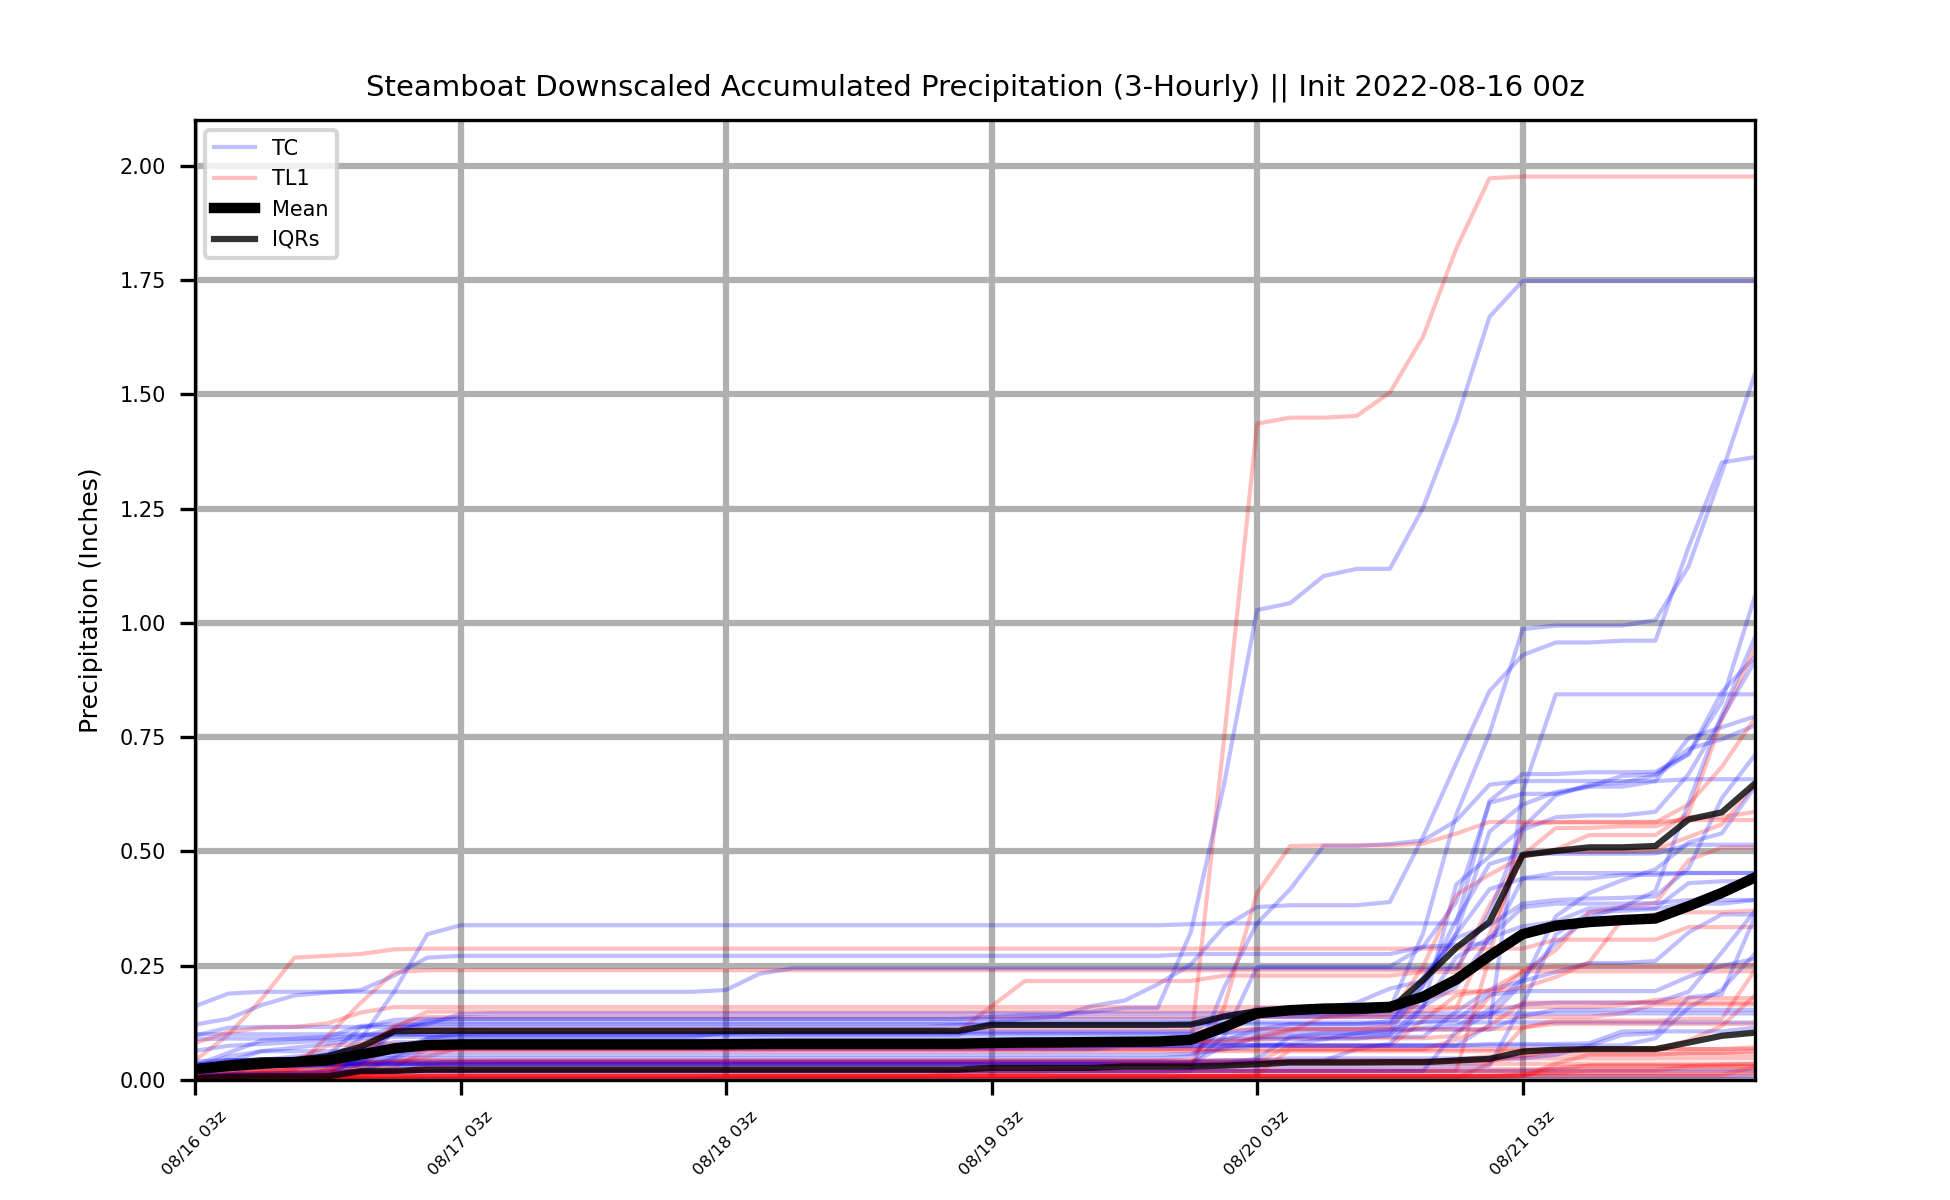 Steamboat Downscaled Accumulated Precipitation (3-Hourly) || Init 2022-08-16 00z
TC
TL1
Mean
IQRs
Precipitation (Inches)
2.00
1.75
1.50
1.25
1.00
0.75
0.50
0.25
0.00
08/16 03z
08/17 03z
08/18 03z
08/19 03z
08/20 03z
08/21 03z